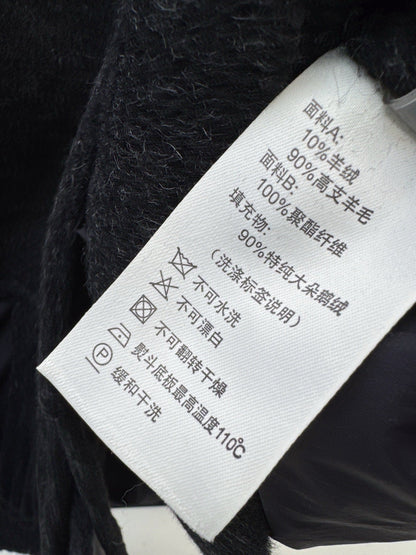 面料A:
10%羊绒
90%高支羊毛
面料B:
100%聚酯纤维
填充物:
90%特纯大朵鹅绒
(洗涤标签说明)
不可水洗
不可漂白
不可翻转干燥
熨斗底板最高温度110℃
P 缓和干洗